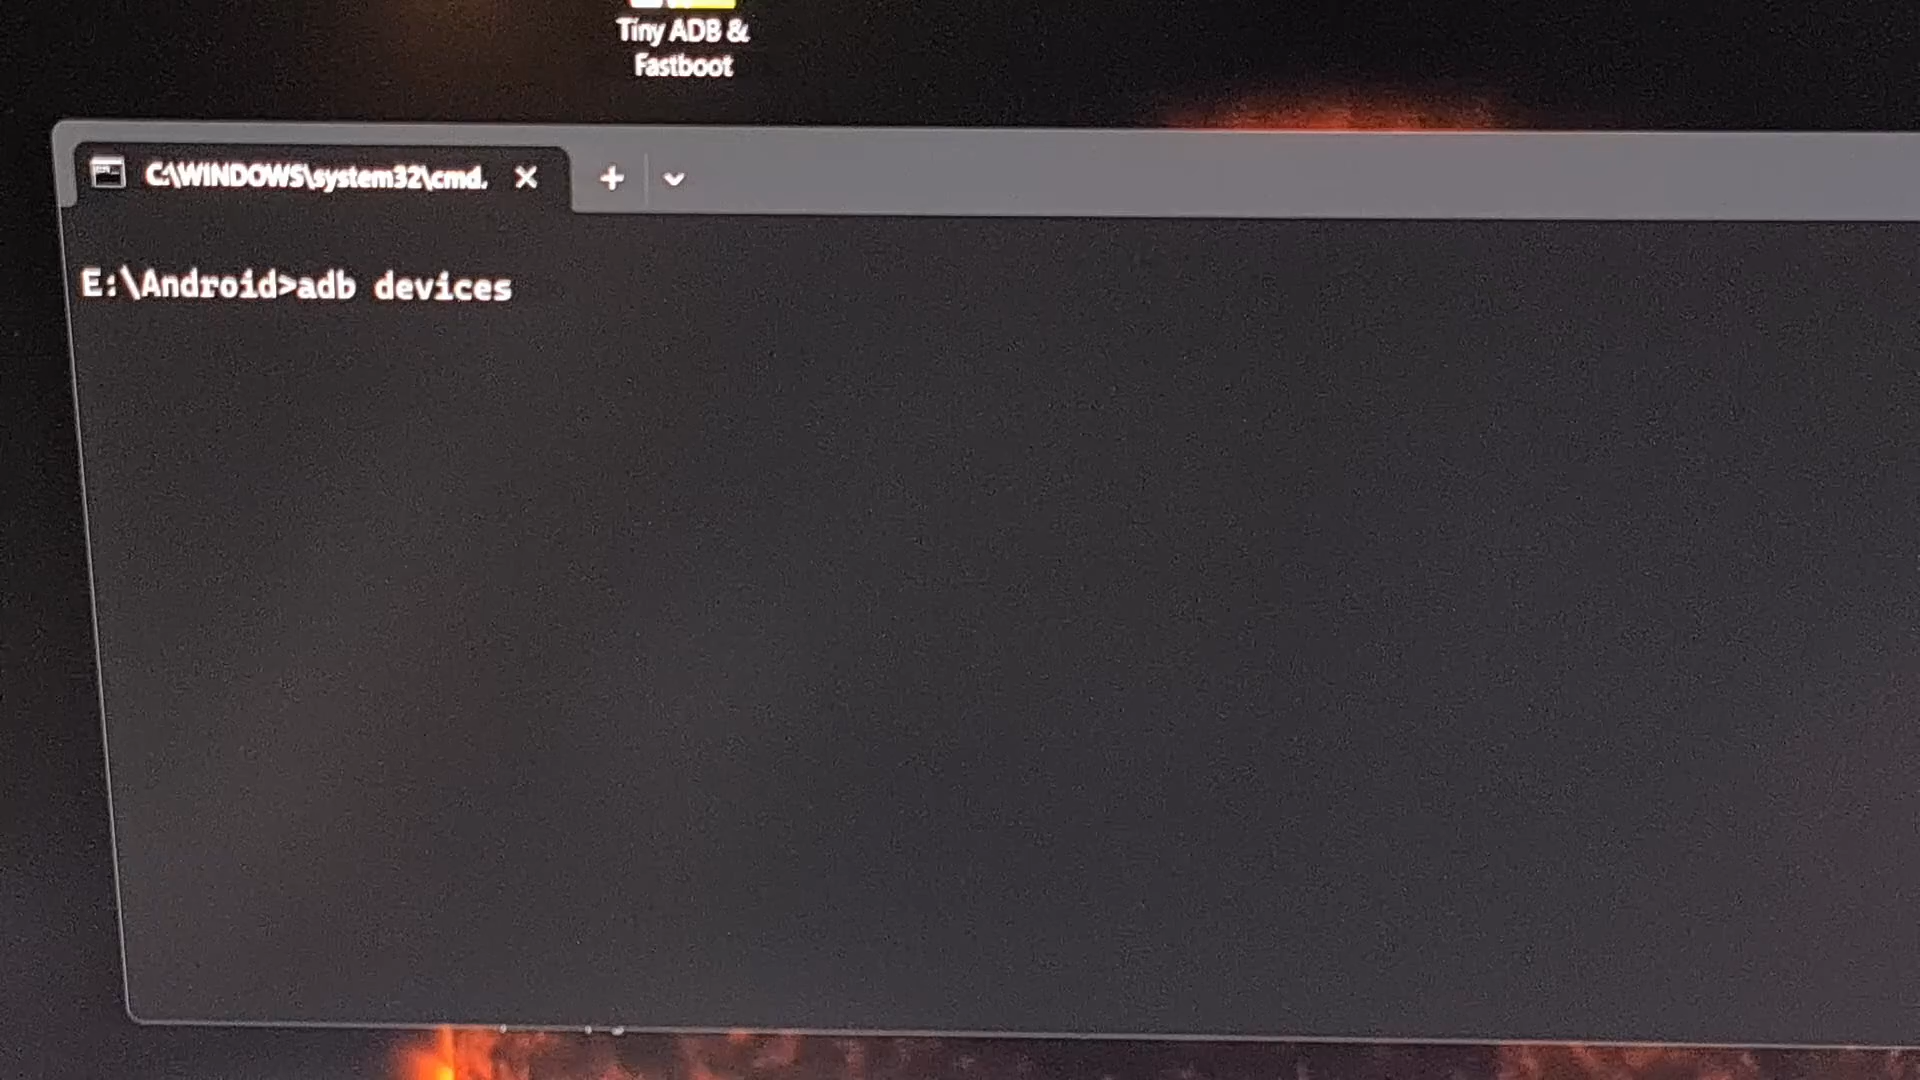 Tiny ADB &
Fastboot
C:\WINDOWS\system32\cmd.
E:\Android>adb devices